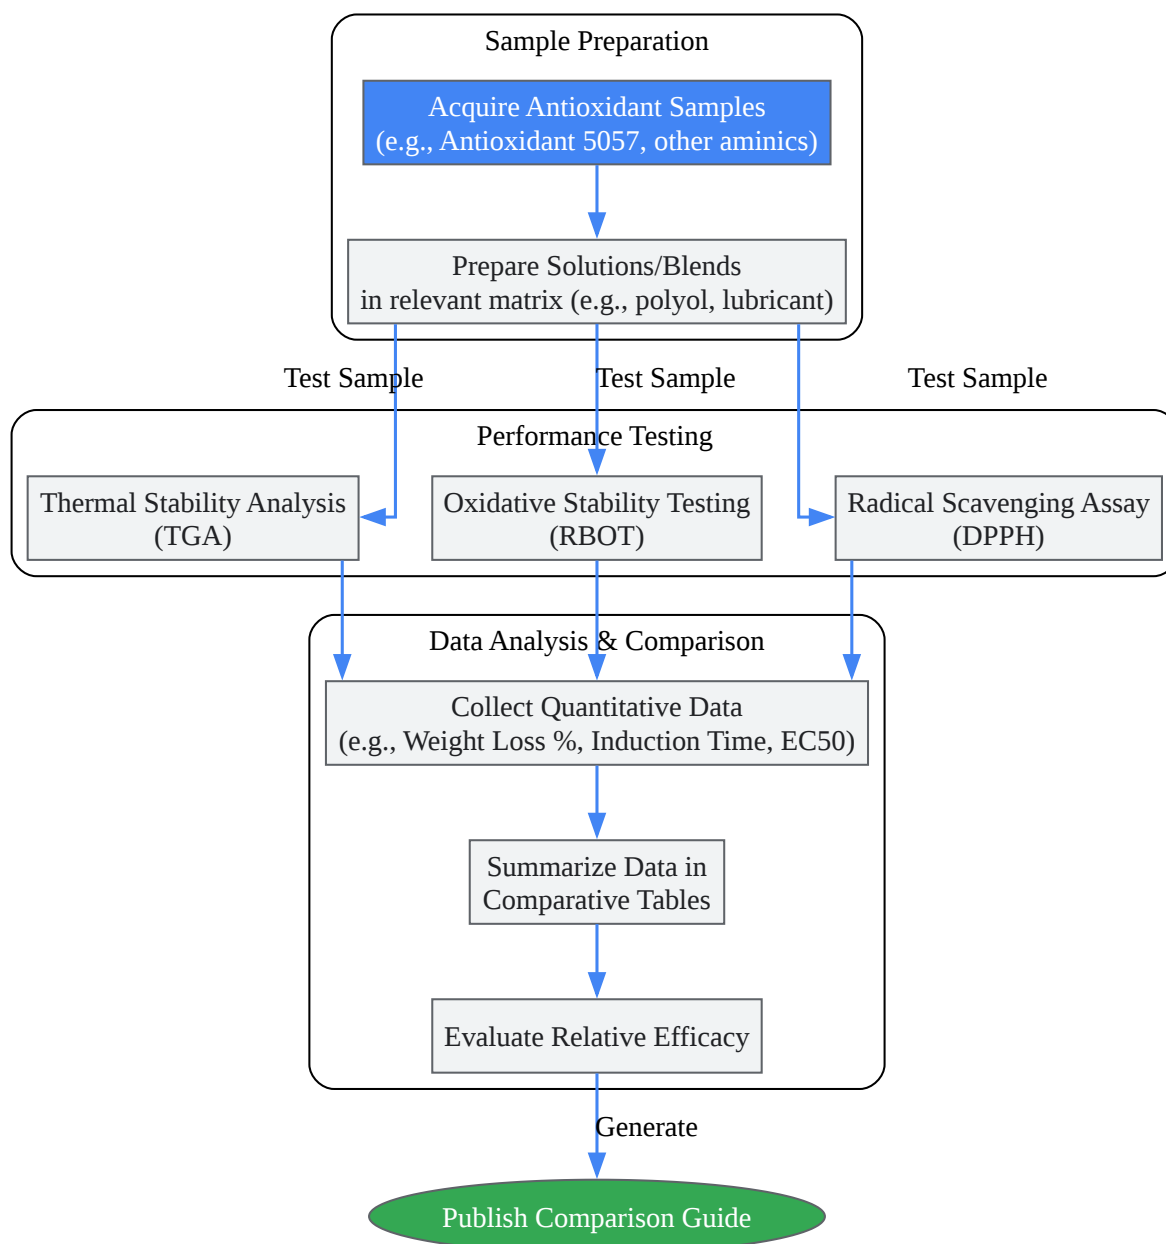 Sample Preparation
Acquire Antioxidant Samples
(e.g., Antioxidant 5057, other aminics)
Prepare Solutions/Blends
in relevant matrix (e.g., polyol, lubricant)
Test Sample
Test Sample
Test Sample
Performance Testing
Thermal Stability Analysis
(TGA)
Oxidative Stability Testing
(RBOT)
Radical Scavenging Assay
(DPPH)
Data Analysis & Comparison
Collect Quantitative Data
(e.g., Weight Loss %, Induction Time, EC50)
Summarize Data in
Comparative Tables
Evaluate Relative Efficacy
Generate
Publish Comparison Guide